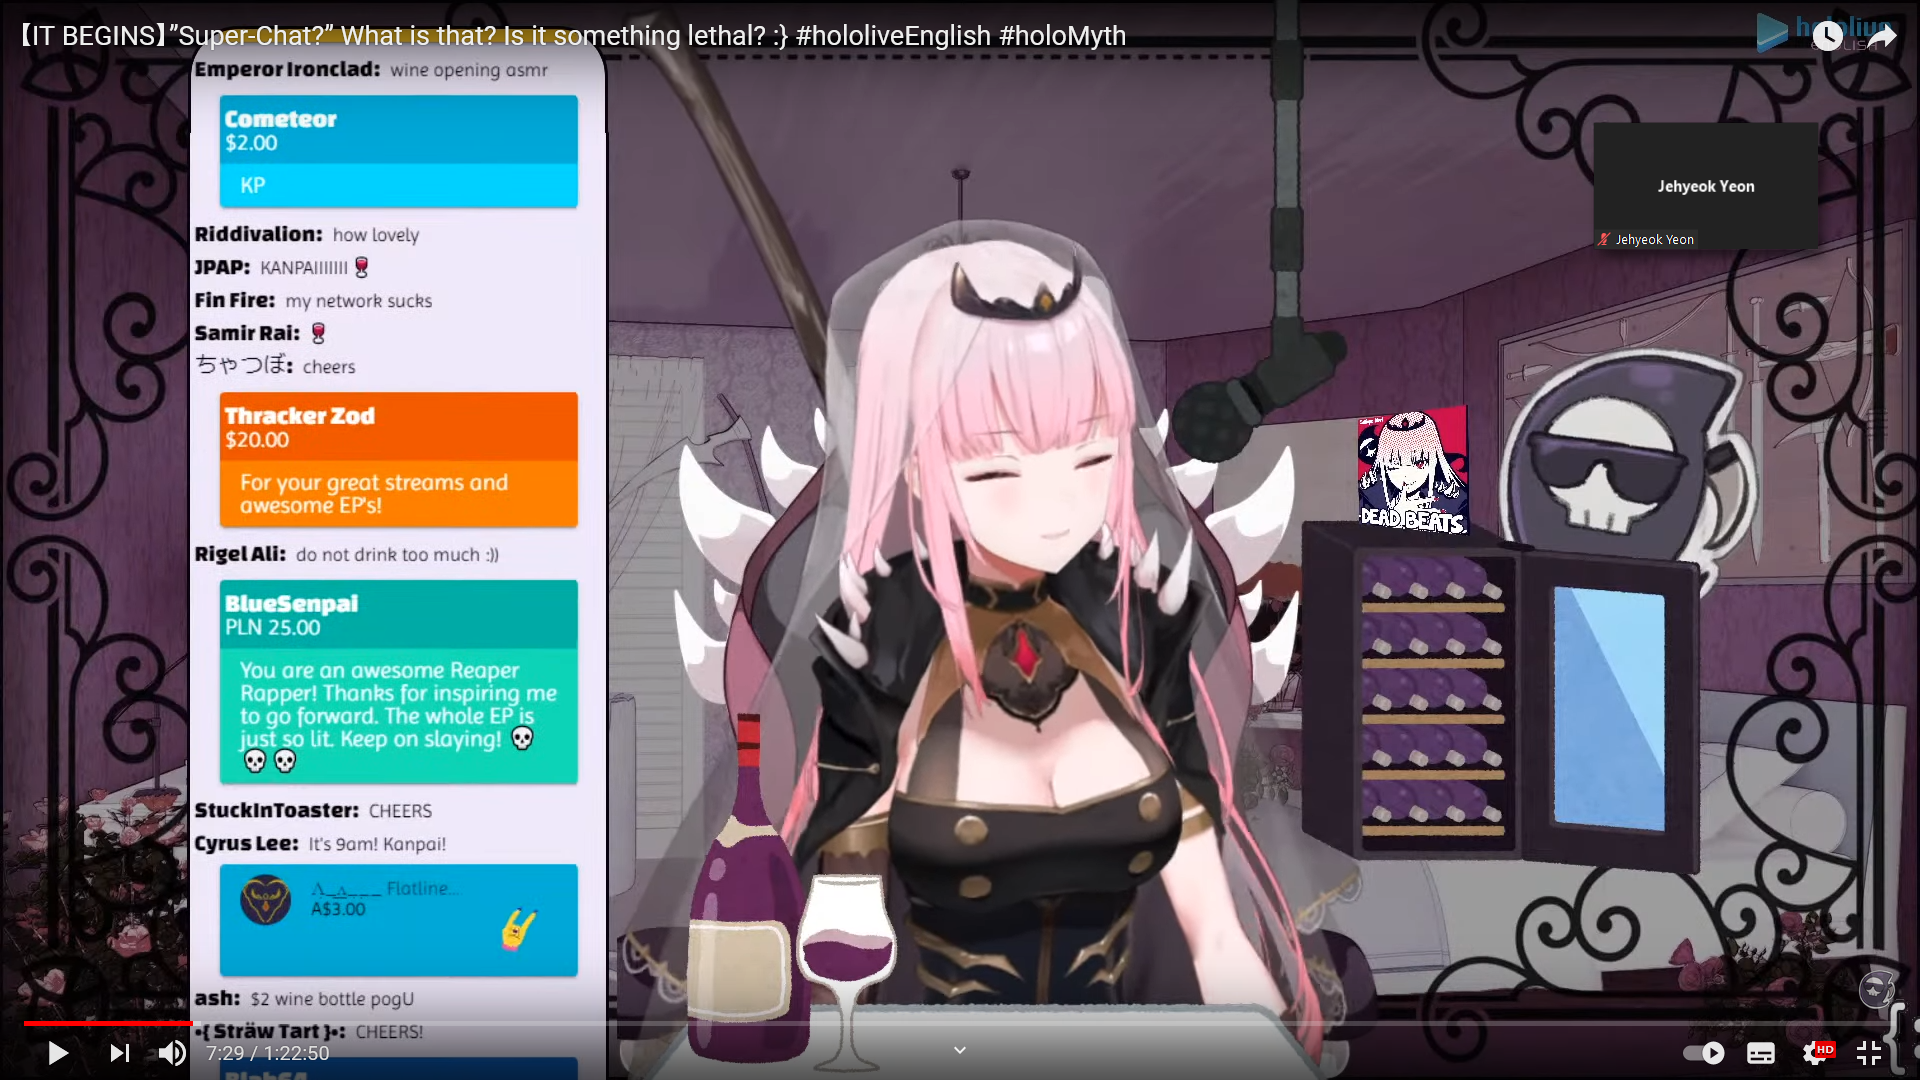 【IT BEGINS】”Super-Chat?” What is that? Is it something lethal? :} #hololiveEnglish #holoMyth
hololive
ENGLISH
Emperor Ironclad: wine opening asmr
Cometeor
$2.00
KP
Riddivalion: how lovely
JPAP: KANPAIIIIIII 🍷
Fin Fire: my network sucks
Samir Rai: 🍷
ちゃつぼ: cheers
Thracker Zod
$20.00
For your great streams and
awesome EP's!
Rigel Ali: do not drink too much :))
BlueSenpai
PLN 25.00
You are an awesome Reaper
Rapper! Thanks for inspiring me
to go forward. The whole EP is
just so lit. Keep on slaying! 💀
💀 💀
StuckInToaster: CHEERS
Cyrus Lee: It's 9am! Kanpai!
Flatline...
A$3.00
ash: $2 wine bottle pogU
•{ Sträw Tart }•: CHEERS!
7:29 / 1:22:50
Jehyeok Yeon
Jehyeok Yeon
DEAD BEATS
HD